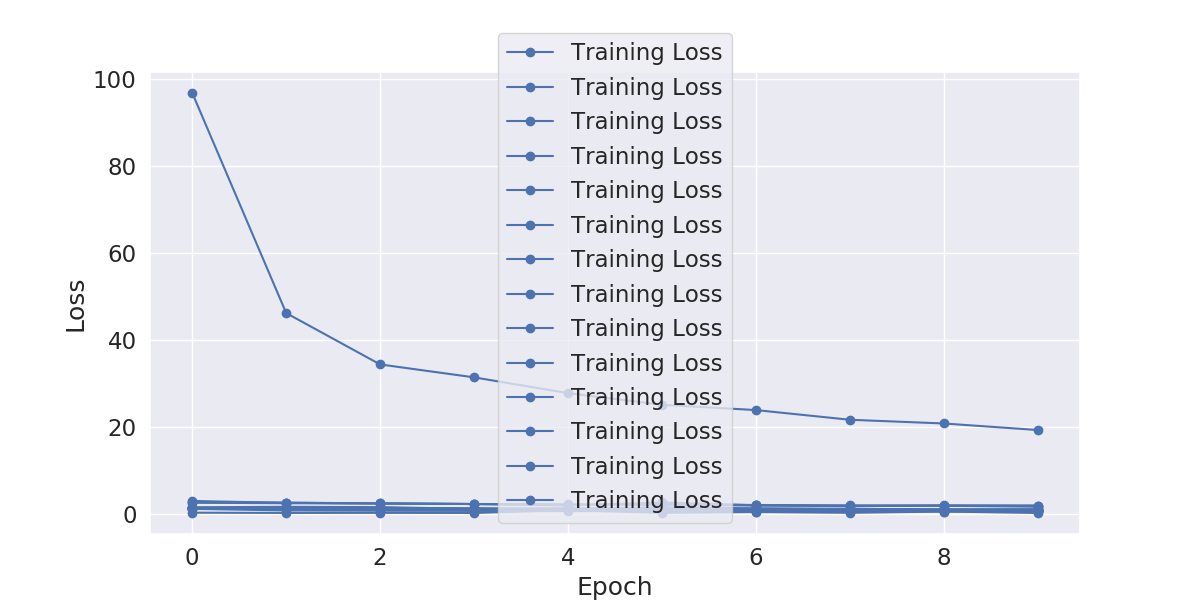 Training Loss
Training Loss
Training Loss
Training Loss
Training Loss
Training Loss
Training Loss
Training Loss
Training Loss
Training Loss
Training Loss
Training Loss
Training Loss
Training Loss
100
80
60
40
20
0
Loss
0 2 4 6 8
Epoch